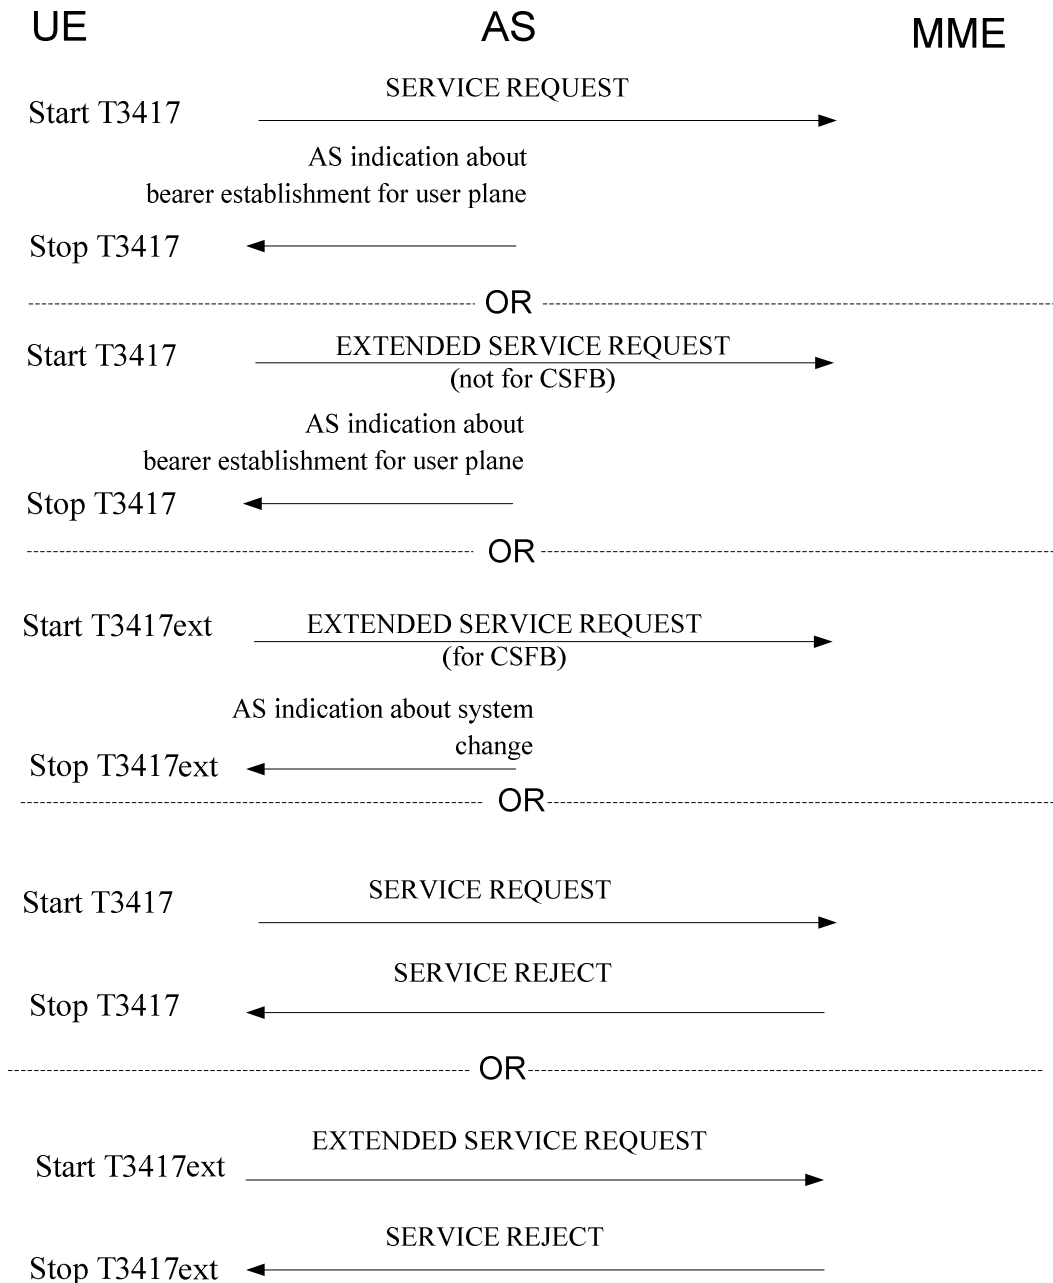 UE AS MME
SERVICE REQUEST
Start T3417
AS indication about
bearer establishment for user plane
Stop T3417
OR
Start T3417 EXTENDED SERVICE REQUEST
(not for CSFB)
AS indication about
bearer establishment for user plane
Stop T3417
OR
Start T3417ext EXTENDED SERVICE REQUEST
(for CSFB)
AS indication about system
change
Stop T3417ext
OR
Start T3417 SERVICE REQUEST
SERVICE REJECT
Stop T3417
OR
EXTENDED SERVICE REQUEST
Start T3417ext
SERVICE REJECT
Stop T3417ext